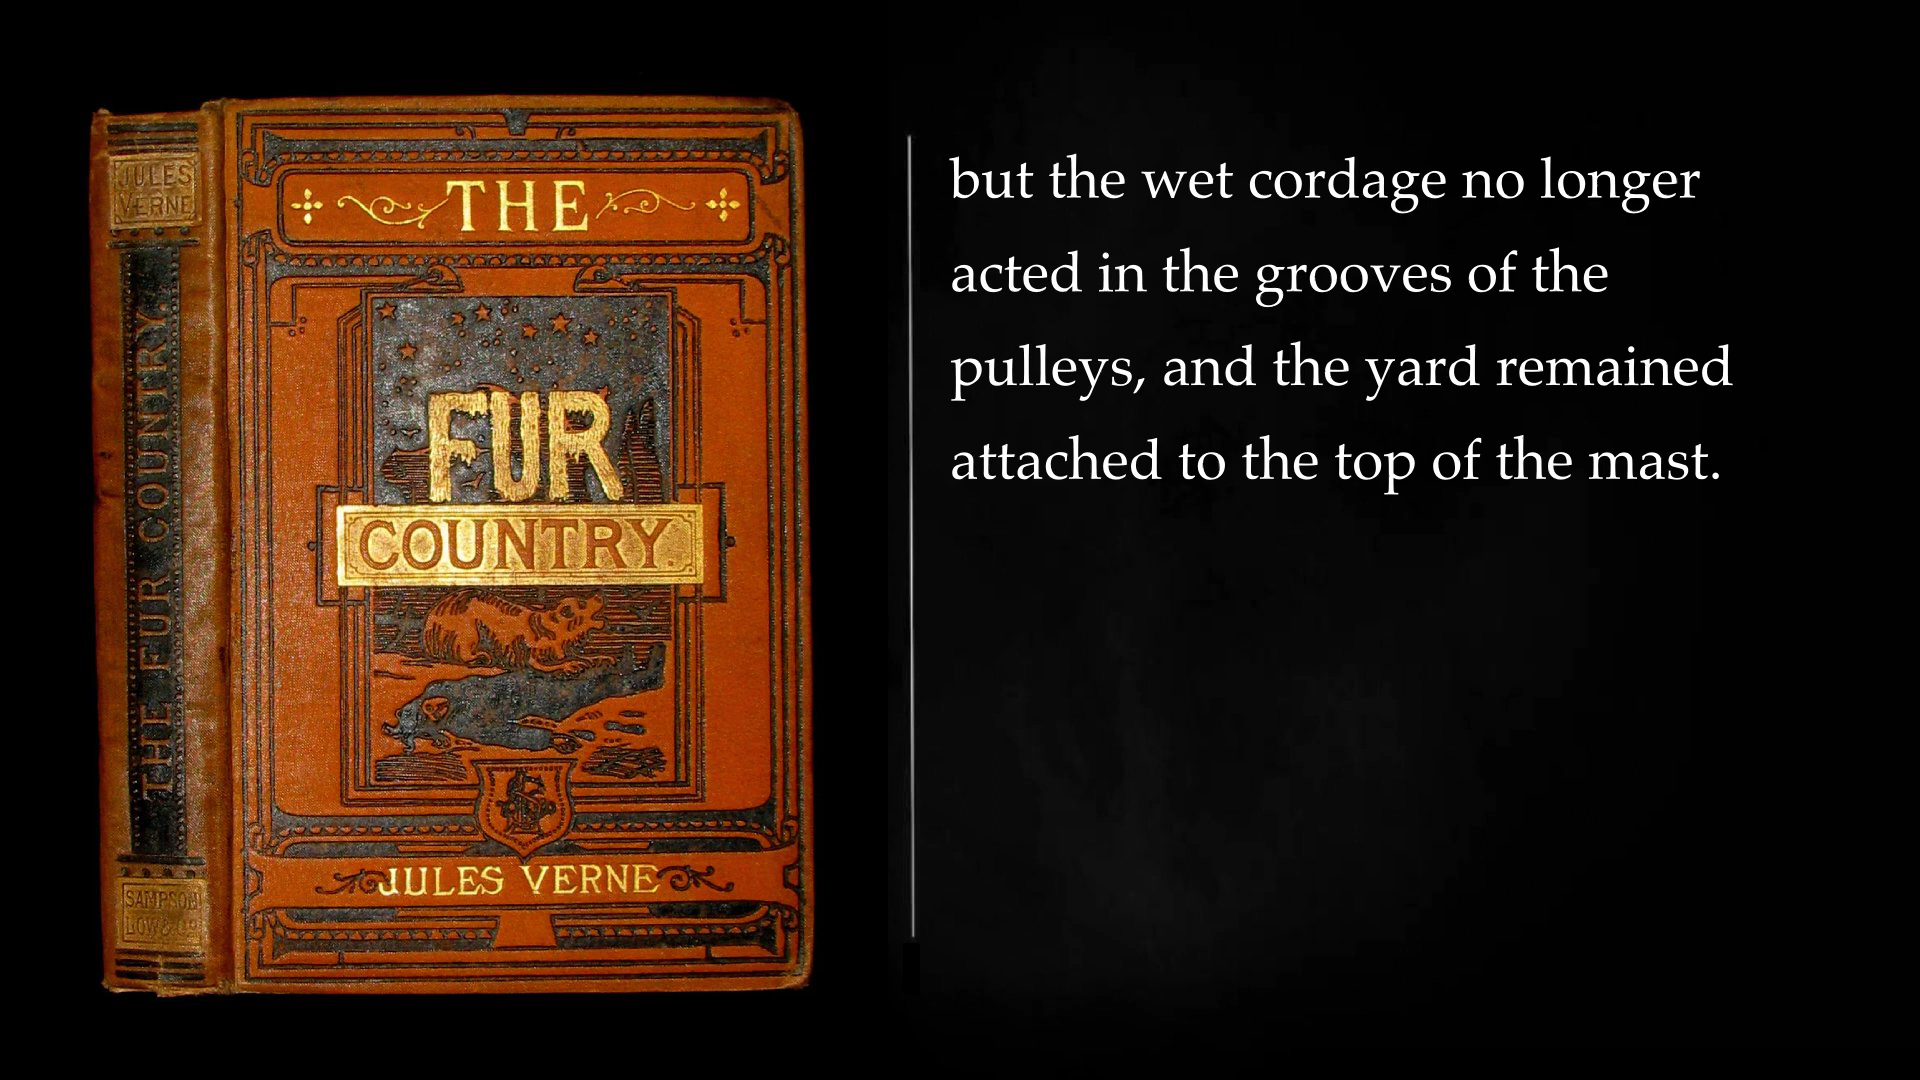 JULES
VERNE
THE FUR COUNTRY.
SAMPSON
LOW & Co
THE
FUR
COUNTRY.
JULES VERNE
but the wet cordage no longer
acted in the grooves of the
pulleys, and the yard remained
attached to the top of the mast.